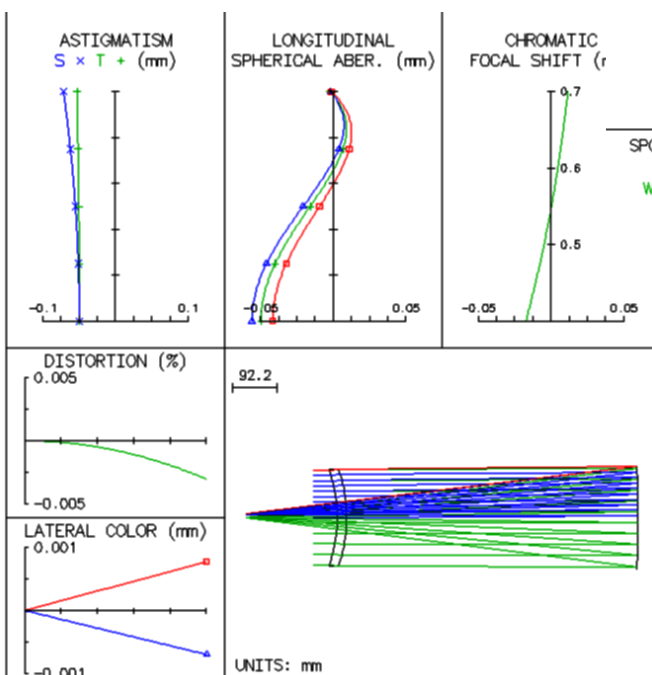 ASTIGMATISM
S × T + (mm)
-0.1
0.1
LONGITUDINAL
SPHERICAL ABER. (mm)
-0.05
0.05
CHROMATIC
FOCAL SHIFT (
0.7
0.6
0.5
-0.05
0.05
SPO
W
DISTORTION (%)
0.005
-0.005
LATERAL COLOR (mm)
0.001
-0.001
92.2
UNITS: mm